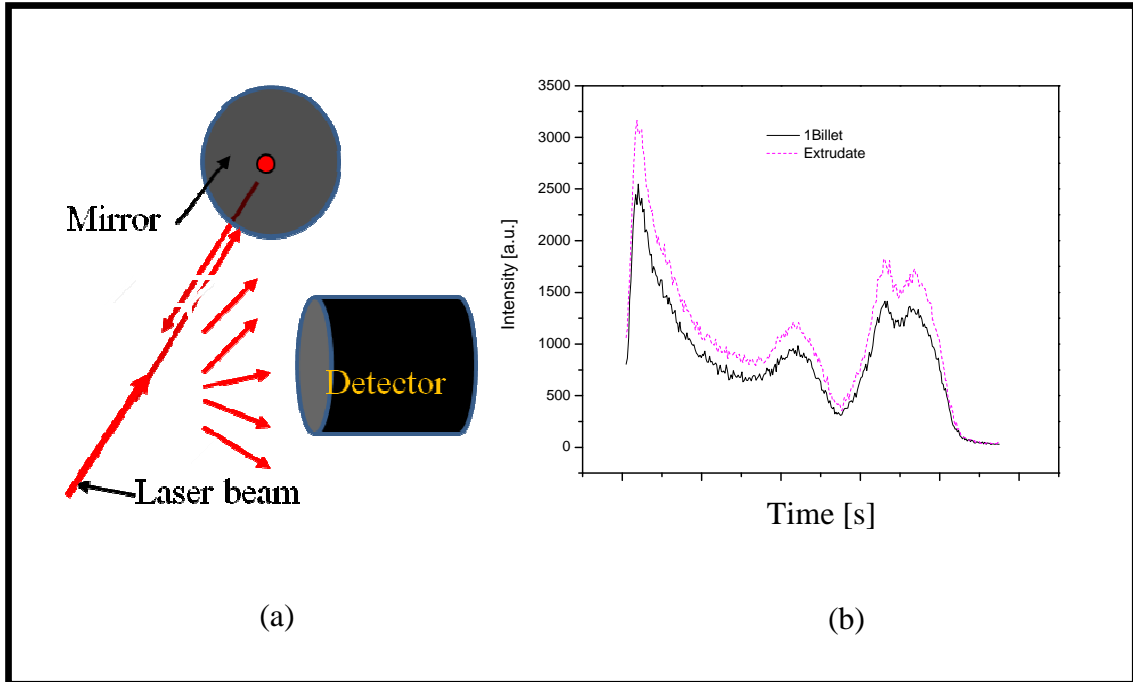 Mirror
Detector
Laser beam
(a)
3500
3000
2500
2000
1500
1000
500
0
Intensity [a.u.]
1Billet
Extrudate
Time [s]
(b)